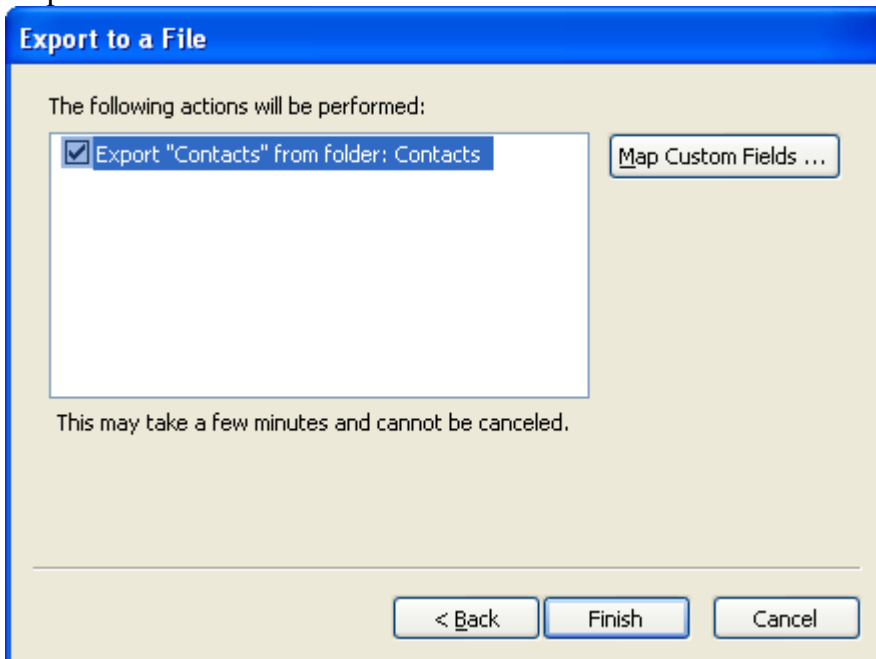 Export to a File
The following actions will be performed:
Export "Contacts" from folder: Contacts
Map Custom Fields ...
This may take a few minutes and cannot be canceled.
< Back
Finish
Cancel